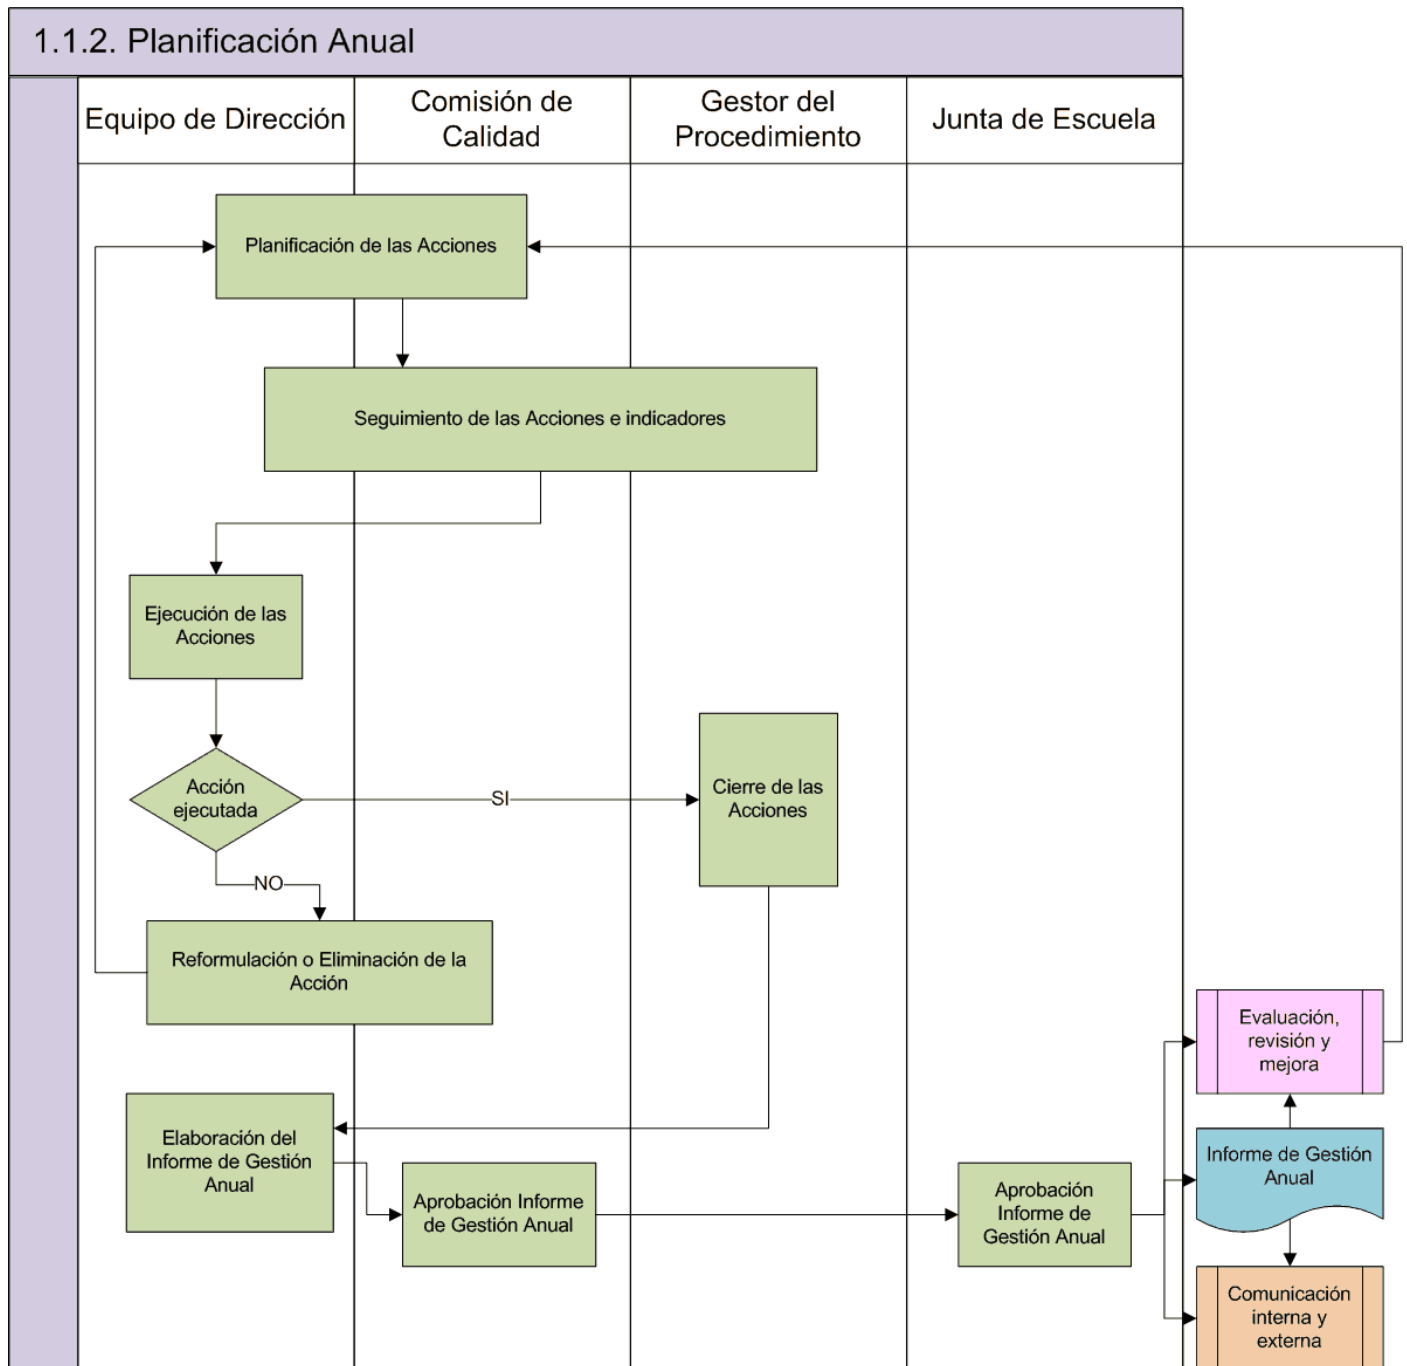 1.1.2. Planificación Anual
Equipo de Dirección
Comisión de
Calidad
Gestor del
Procedimiento
Junta de Escuela
Planificación de las Acciones
Seguimiento de las Acciones e indicadores
Ejecución de las
Acciones
Acción
ejecutada
SI
Cierre de las
Acciones
NO
Reformulación o Eliminación de la
Acción
Evaluación,
revisión y
mejora
Elaboración del
Informe de Gestión
Anual
Aprobación Informe
de Gestión Anual
Aprobación
Informe de
Gestión Anual
Informe de Gestión
Anual
Comunicación
interna y
externa